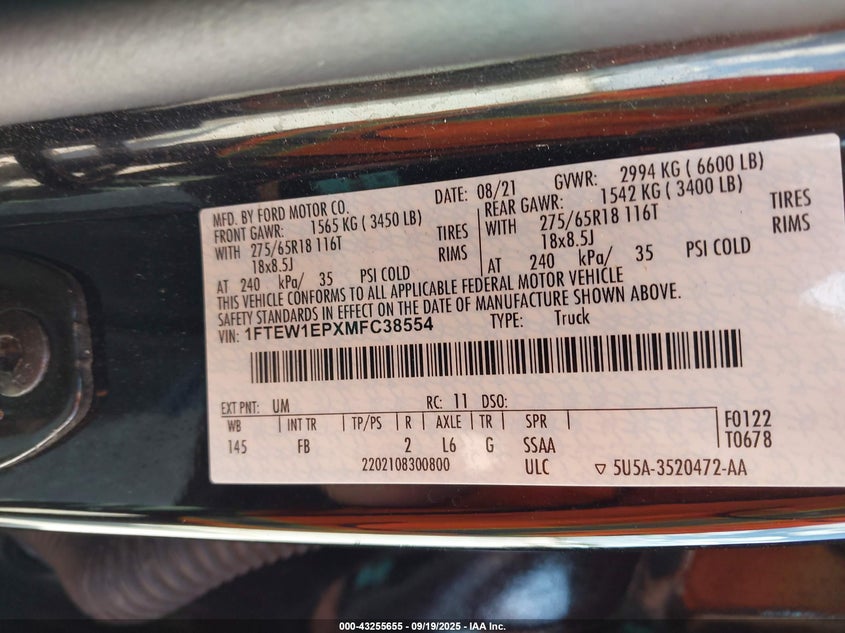 MFD. BY FORD MOTOR CO. DATE: 08/21 GVWR: 2994 KG ( 6600 LB)
FRONT GAWR: 1565 KG ( 3450 LB) REAR GAWR: 1542 KG ( 3400 LB)
WITH 275/65R18 116T TIRES WITH 275/65R18 116T TIRES
18x8.5J RIMS 18x8.5J RIMS
AT 240 kPa/ 35 PSI COLD AT 240 kPa/ 35 PSI COLD
THIS VEHICLE CONFORMS TO ALL APPLICABLE FEDERAL MOTOR VEHICLE
SAFETY STANDARDS IN EFFECT ON THE DATE OF MANUFACTURE SHOWN ABOVE.
VIN: 1FTEW1EPXMFC38554 TYPE: Truck
EXT PNT: UM RC: 11 DSO:
WB INT TR TP/PS R AXLE TR SPR F0122
145 FB 2 L6 G SSAA T0678
2202108300800 ULC ▽ 5U5A-3520472-AA
000-43255655 - 09/19/2025 - IAA Inc.